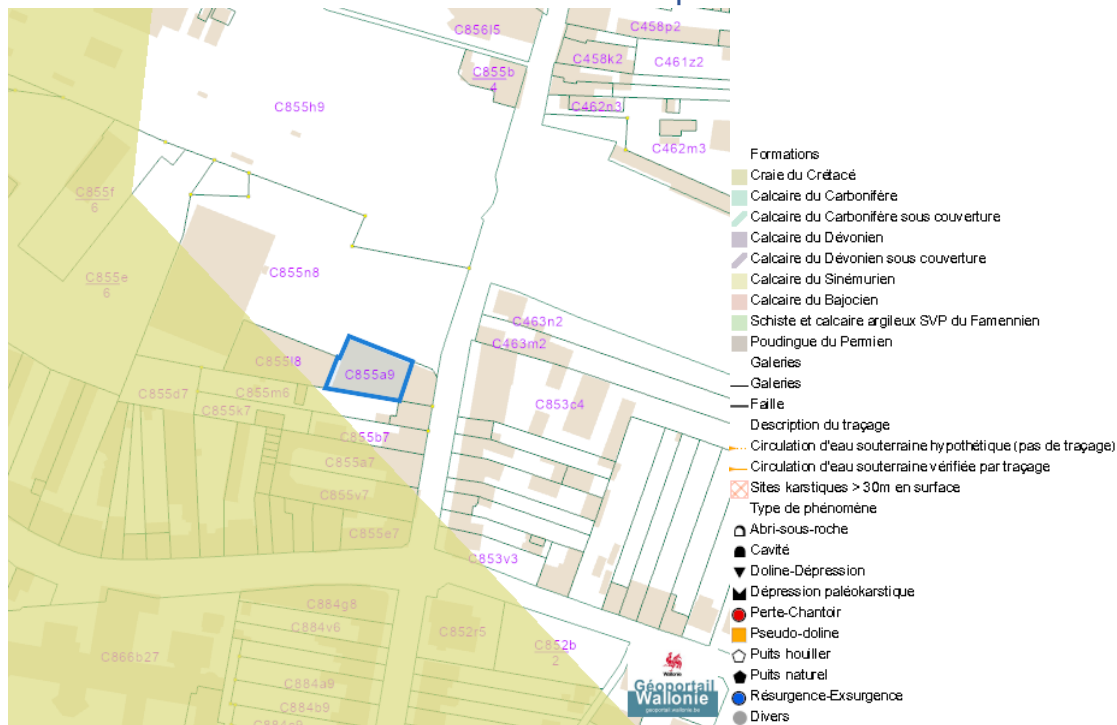 C856l5
C458p2
C855b
4
C458k2
C461z2
C855h9
C462n3
C462m3
C855f
6
C855e
6
C855n8
C463n2
C463m2
C855l8
C855a9
C855d7
C855m6
C855k7
C853c4
C855b7
C855a7
C855v7
C855e7
C853v3
C884g8
C884v6
C852r5
C852b
2
C866b27
C884a9
C884b9
Wallonie
Géoportail
Wallonie
geoportail.wallonie.be
Formations
Craie du Crétacé
Calcaire du Carbonifère
Calcaire du Carbonifère sous couverture
Calcaire du Dévonien
Calcaire du Dévonien sous couverture
Calcaire du Sinémurien
Calcaire du Bajocien
Schiste et calcaire argileux SVP du Famennien
Poudingue du Permien
Galeries
Galeries
Faille
Description du traçage
Circulation d'eau souterraine hypothétique (pas de traçage)
Circulation d'eau souterraine vérifiée par traçage
Sites karstiques > 30m en surface
Type de phénomène
Abri-sous-roche
Cavité
Doline-Dépression
Dépression paléokarstique
Perte-Chantoir
Pseudo-doline
Puits houiller
Puits naturel
Résurgence-Exsurgence
Divers